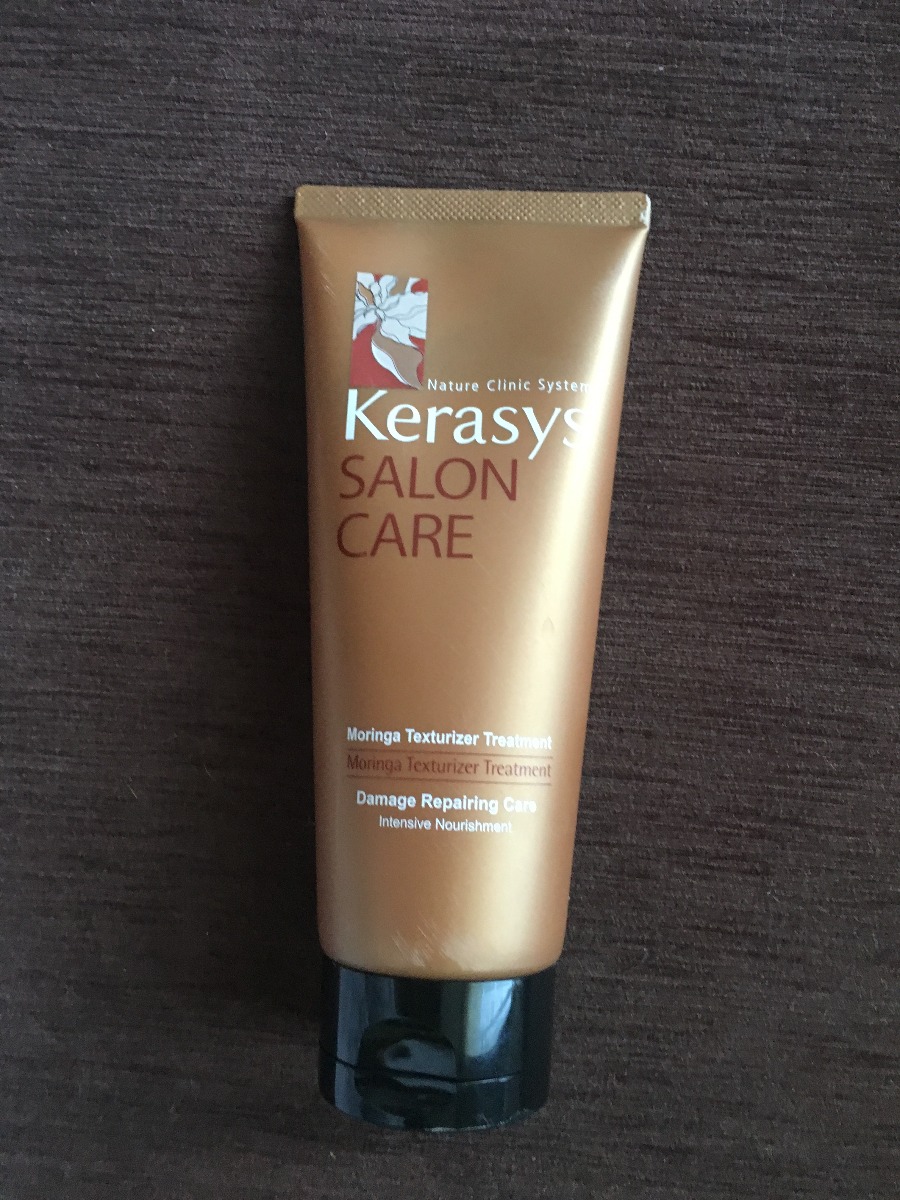 Nature Clinic System
Kerasys
SALON
CARE
Moringa Texturizer Treatment
Moringa Texturizer Treatment
Damage Repairing Care
Intensive Nourishment